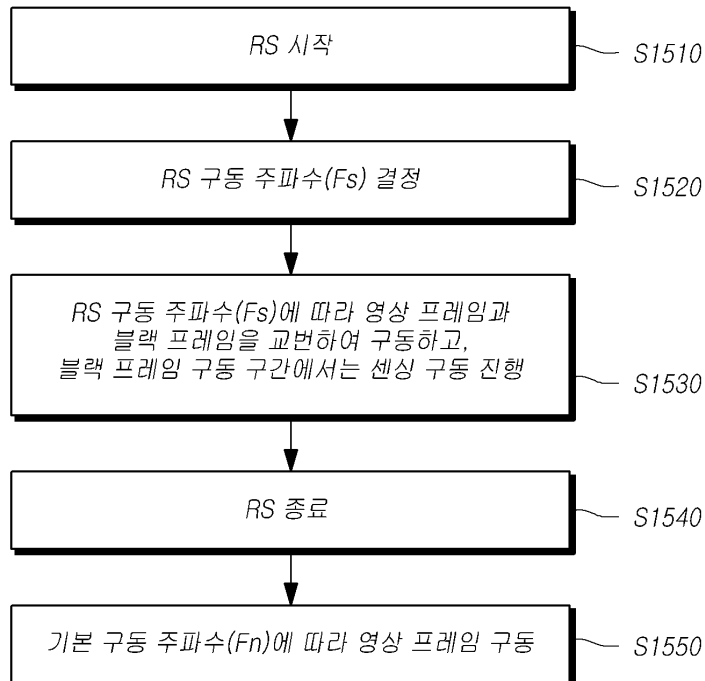 RS 시작
S1510
RS 구동 주파수(Fs) 결정
S1520
RS 구동 주파수(Fs)에 따라 영상 프레임과
블랙 프레임을 교번하여 구동하고,
블랙 프레임 구동 구간에서는 센싱 구동 진행
S1530
RS 종료
S1540
기본 구동 주파수(Fn)에 따라 영상 프레임 구동
S1550